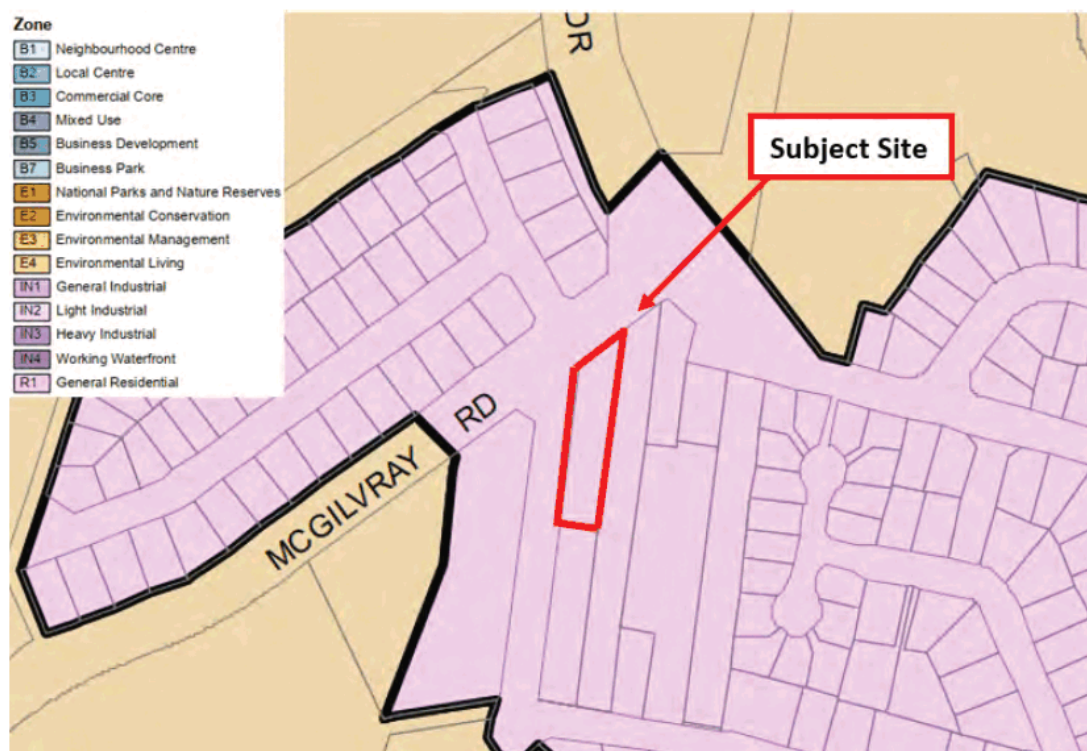 Zone
B1 Neighbourhood Centre
B2 Local Centre
B3 Commercial Core
B4 Mixed Use
B5 Business Development
B7 Business Park
E1 National Parks and Nature Reserves
E2 Environmental Conservation
E3 Environmental Management
E4 Environmental Living
IN1 General Industrial
IN2 Light Industrial
IN3 Heavy Industrial
IN4 Working Waterfront
R1 General Residential
DR
Subject Site
MCGILVRAY RD